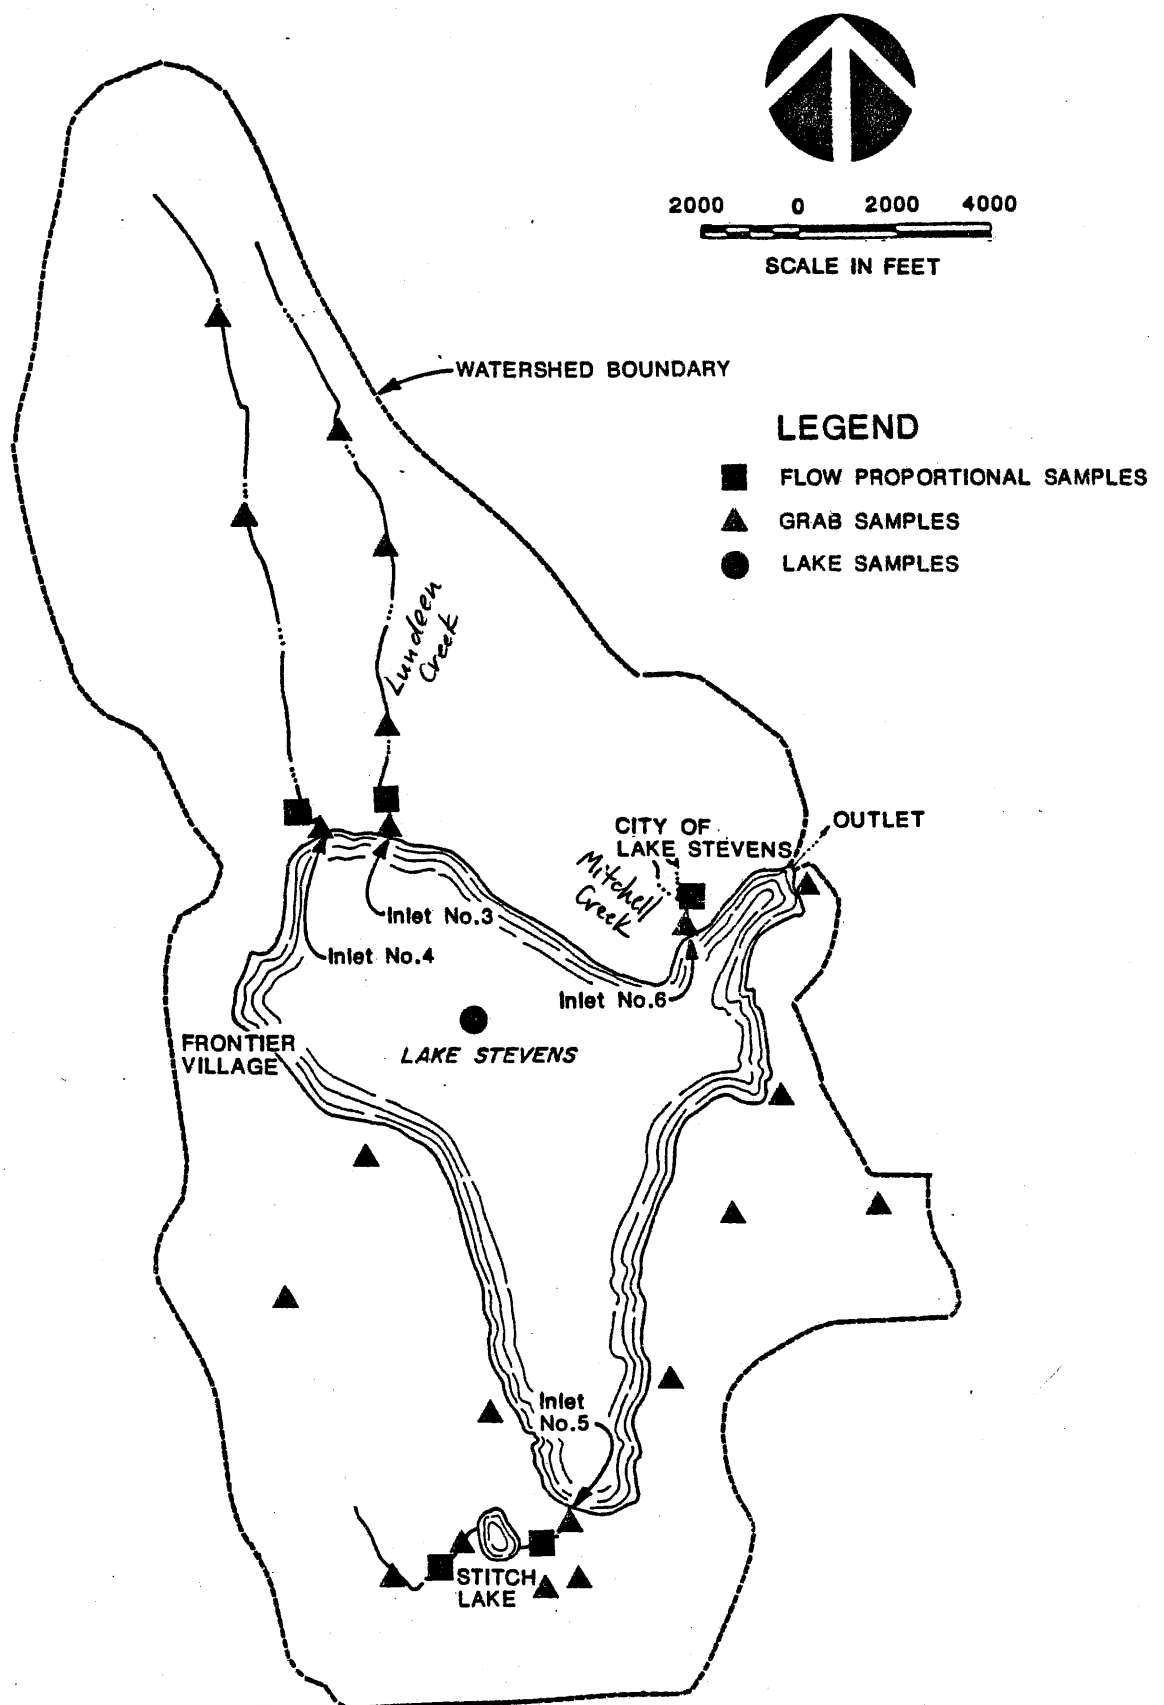 2000 0 2000 4000
SCALE IN FEET
WATERSHED BOUNDARY
LEGEND
FLOW PROPORTIONAL SAMPLES
GRAB SAMPLES
LAKE SAMPLES
Lundeen
Creek
CITY OF
LAKE STEVENS
OUTLET
Mitchell
Creek
Inlet No.3
Inlet No.4
Inlet No.6
FRONTIER
VILLAGE
LAKE STEVENS
Inlet
No.5
STITCH
LAKE